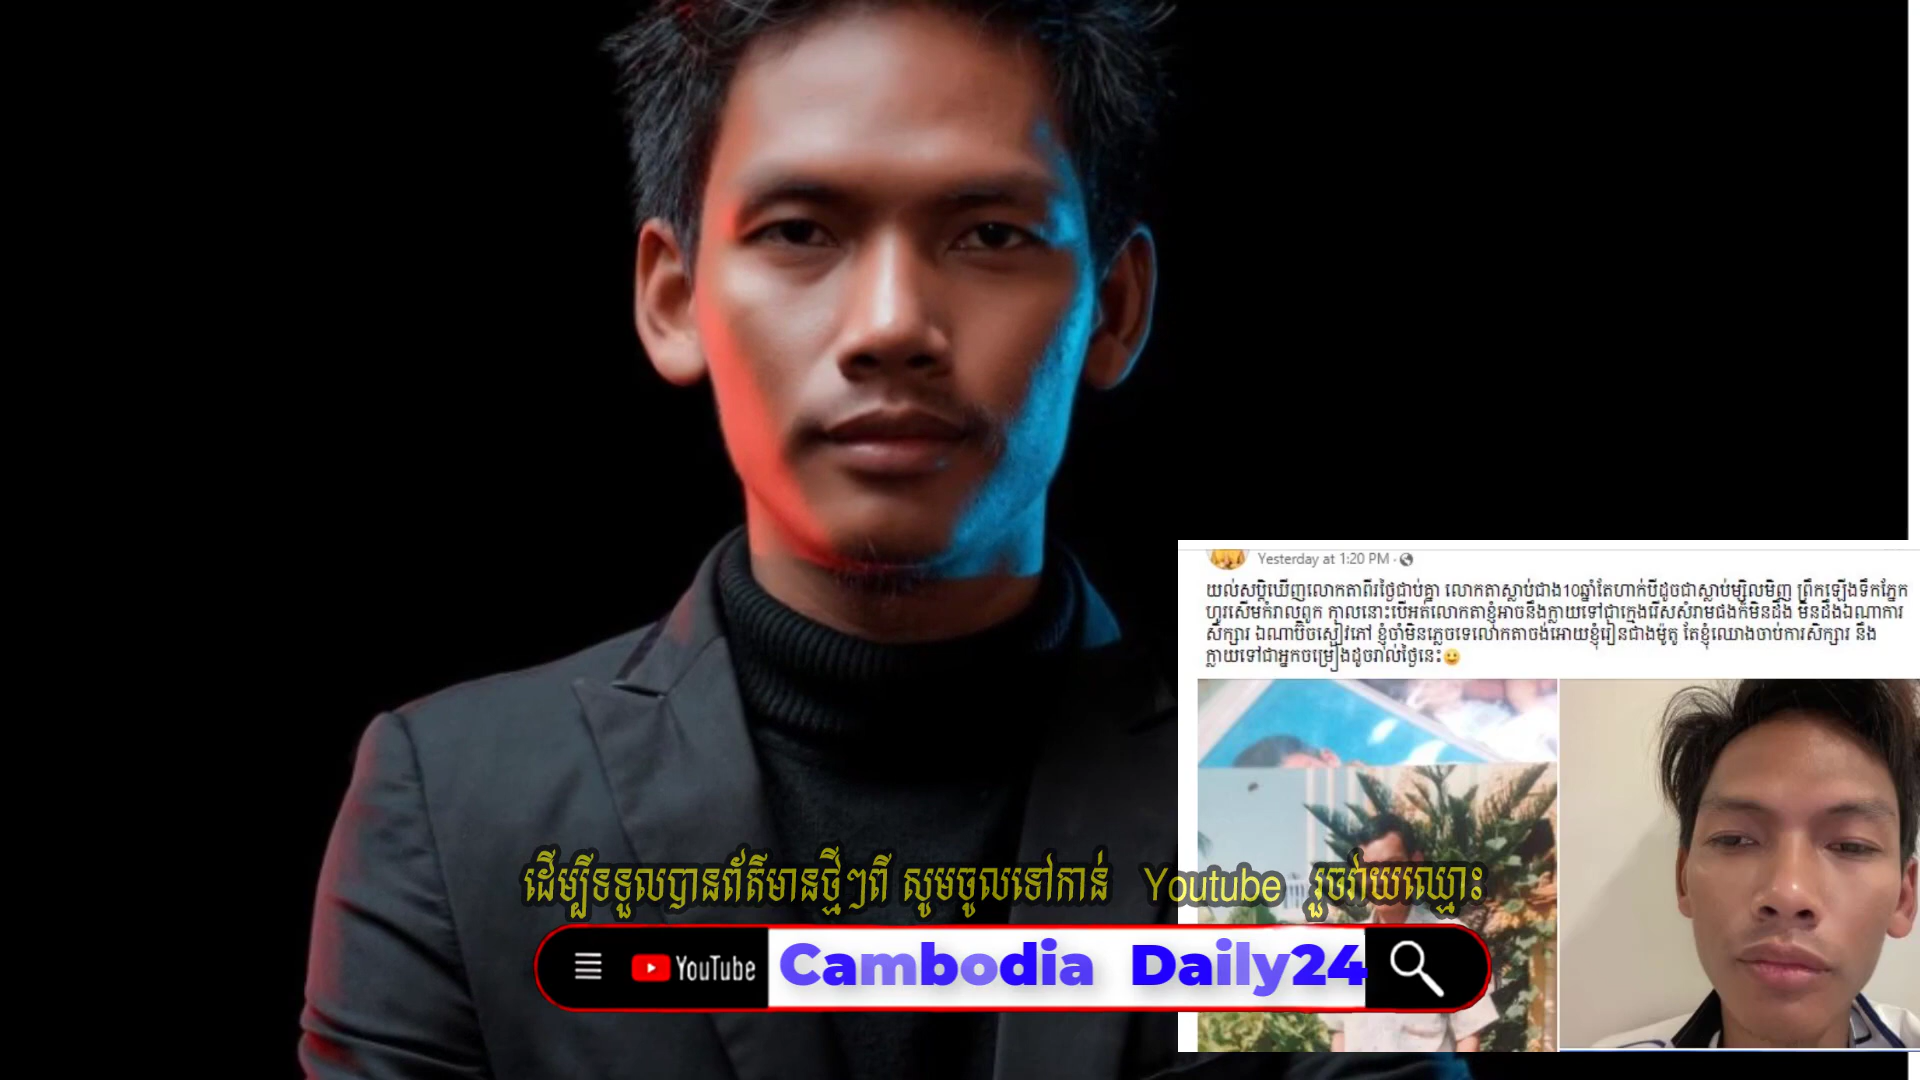 Yesterday at 1:20 PM ·
យល់សប្តិឃើញលោកតាពីរថ្ងៃជាប់គ្នា លោកតាស្លាប់ជាង10ឆ្នាំតែហាក់បីដូចជាស្លាប់ម្សិលមិញ ព្រឹកឡើងទឹកភ្នែក
ហូរសើមកំរាលពូក កាលនោះបើអត់លោកតាខ្ញុំអាចនឹងក្លាយទៅជាក្មេងរើសសំរាមផងក៏មិនដឹង មិនដឹងឯណាការ
សិក្សារ ឯណាប៊ិចសៀវភៅ ខ្ញុំចាំមិនភ្លេចទេលោកតាចង់អោយខ្ញុំរៀនជាងម៉ូតូ តែខ្ញុំឈោងចាប់ការសិក្សារ នឹង
ក្លាយទៅជាអ្នកចម្រៀងដូចរាល់ថ្ងៃនេះ😀
ដើម្បីទទួលបានព័ត៌មានថ្មីៗពី សូមចូលទៅកាន់ Youtube រួចវាយឈ្មោះ
YouTube Cambodia Daily24